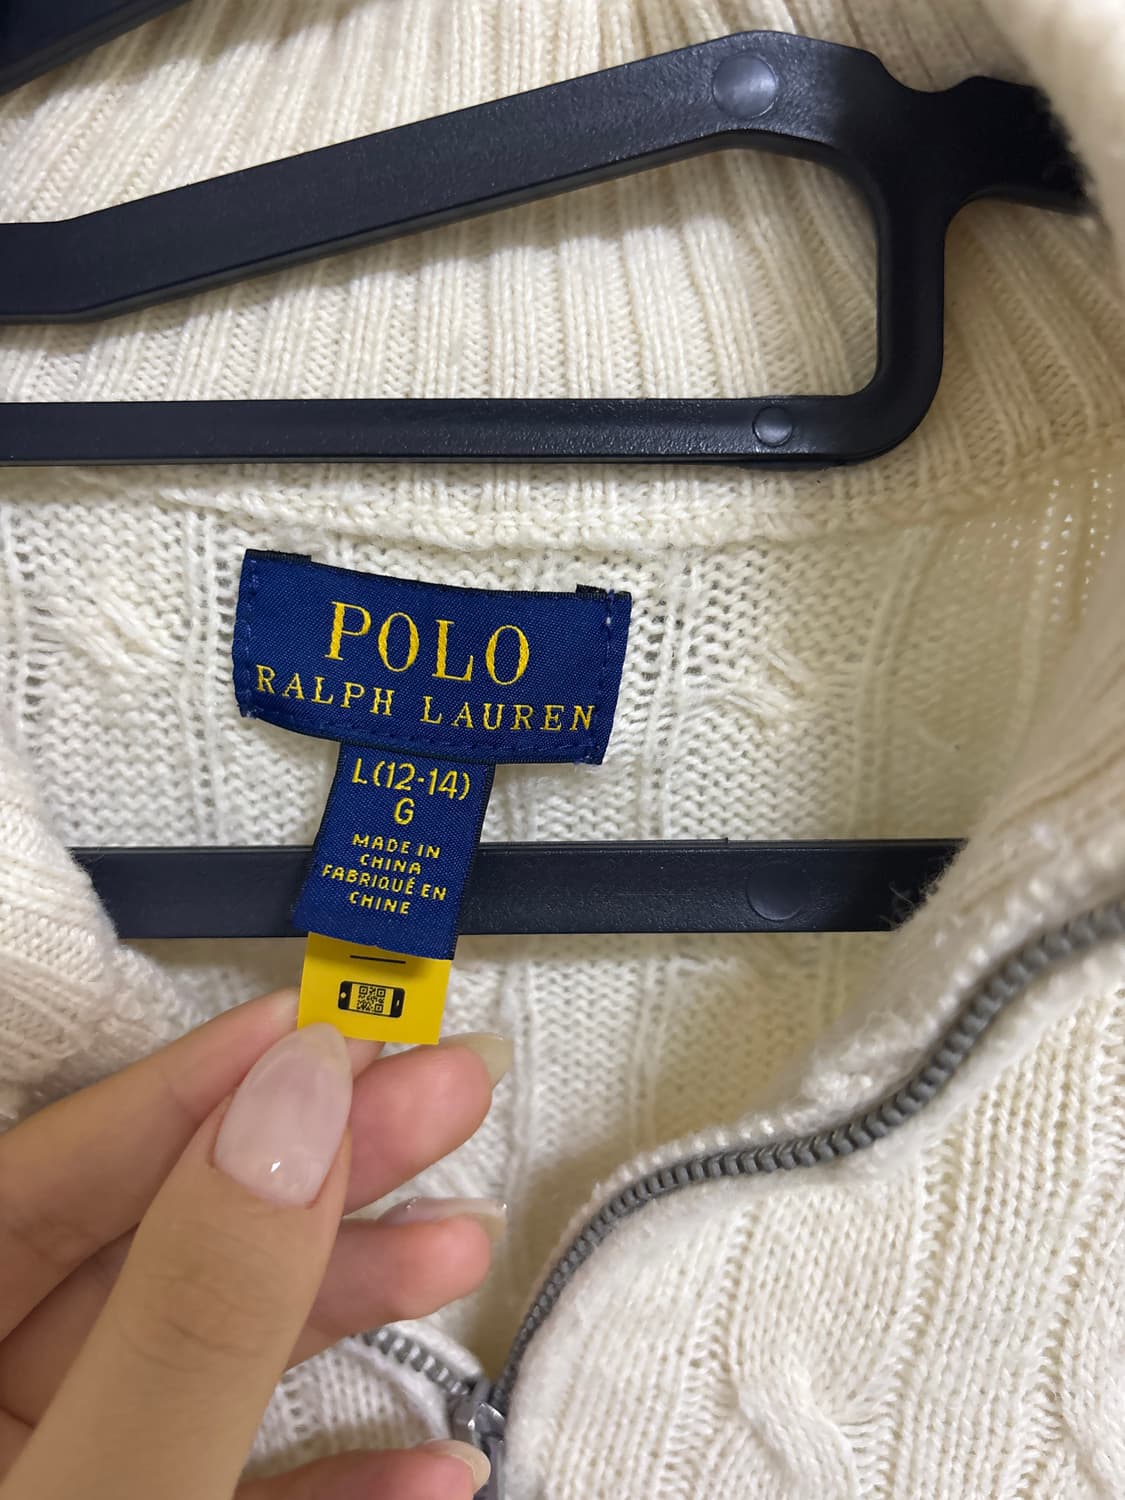 POLO
RALPH LAUREN
L(12-14)
G
MADE IN
CHINA
FABRIQUÉ EN
CHINE